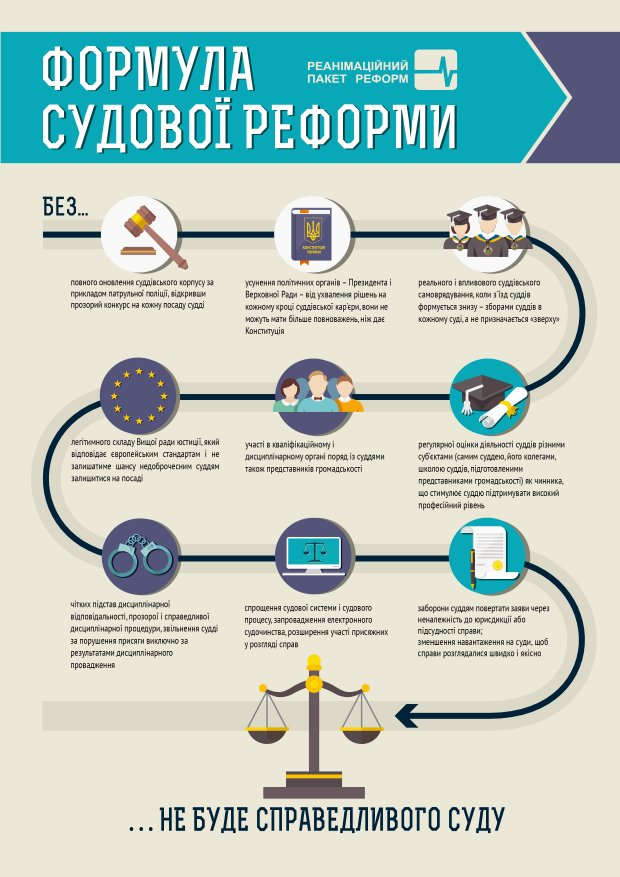 ФОРМУЛА
СУДОВОЇ РЕФОРМИ
РЕАНІМАЦІЙНИЙ
ПАКЕТ РЕФОРМ
БЕЗ...
повного оновлення суддівського корпусу за
прикладом патрульної поліції, відкривши
прозорий конкурс на кожну посаду судді
КОНСТИТУЦІЯ
УКРАЇНИ
усунення політичних органів – Президента і
Верховної Ради – від ухвалення рішень на
кожному кроці суддівської кар'єри, вони не
можуть мати більше повноважень, ніж дає
Конституція
реального і впливового суддівського
самоврядування, коли з'їзд суддів
формується знизу – зборами суддів в
кожному суді, а не призначається «зверху»
легітимного складу Вищої ради юстиції, який
відповідає європейським стандартам і не
залишатиме шансу недоброчесним суддям
залишитися на посаді
участі в кваліфікаційному і
дисциплінарному органі поряд із суддями
також представників громадськості
регулярної оцінки діяльності суддів різними
суб'єктами (самим суддею, його колегами,
школою суддів, підготовленими
представниками громадськості) як чинника,
що стимулює суддю підтримувати високий
професійний рівень
чітких підстав дисциплінарної
відповідальності, прозорої і справедливої
дисциплінарної процедури, звільнення судді
за порушення присяги виключно за
результатами дисциплінарного
провадження
спрощення судової системи і судового
процесу, запровадження електронного
судочинства, розширення участі присяжних
у розгляді справ
заборони суддям повертати заяви через
неналежність до юрисдикції або
підсудності справи;
зменшення навантаження на суди, щоб
справи розглядалися швидко і якісно
...НЕ БУДЕ СПРАВЕДЛИВОГО СУДУ